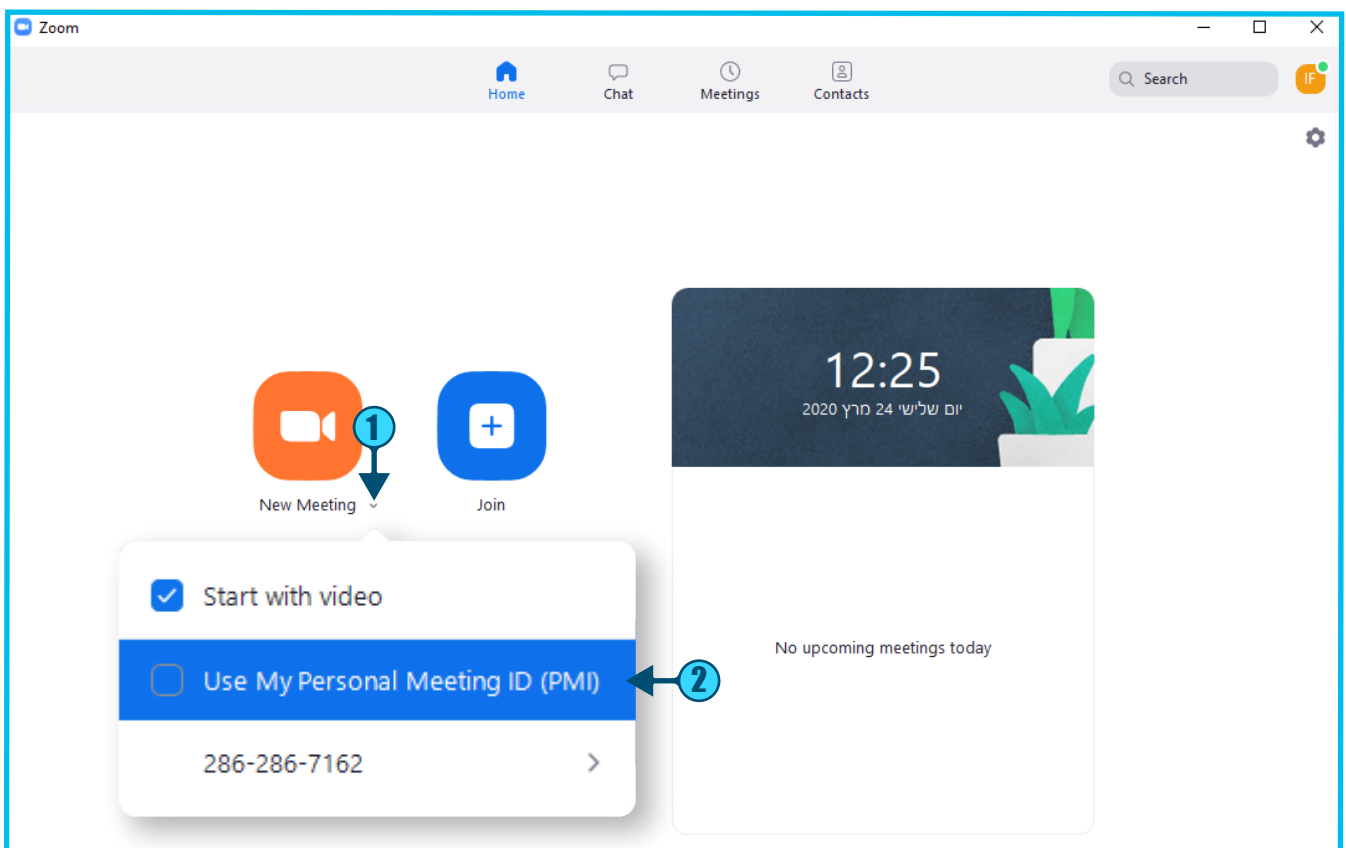 Zoom
Home
Chat
Meetings
Contacts
Search
IF
12:25
יום שלישי 24 מרץ 2020
1
New Meeting
Join
Start with video
Use My Personal Meeting ID (PMI)
2
286-286-7162
No upcoming meetings today